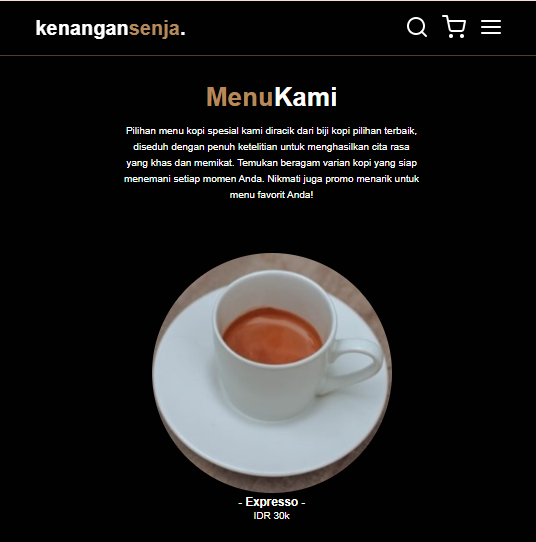 kenangansenja.
MenuKami
Pilihan menu kopi spesial kami diracik dari biji kopi pilihan terbaik,
diseduh dengan penuh ketelitian untuk menghasilkan cita rasa
yang khas dan memikat. Temukan beragam varian kopi yang siap
menemani setiap momen Anda. Nikmati juga promo menarik untuk
menu favorit Anda!
- Expresso -
IDR 30k